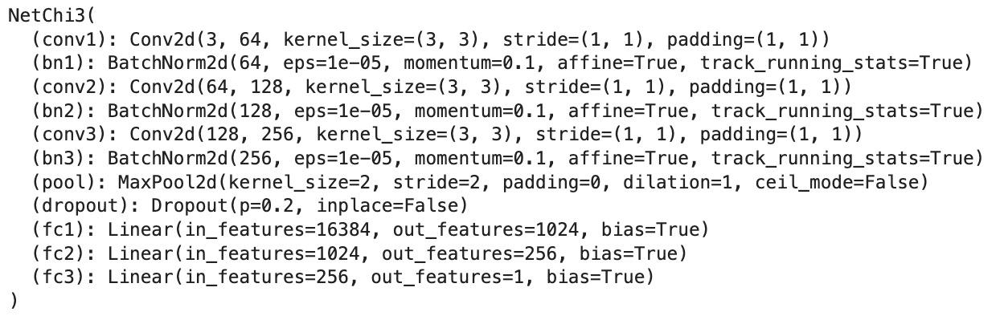 NetChi3(
  (conv1): Conv2d(3, 64, kernel_size=(3, 3), stride=(1, 1), padding=(1, 1))
  (bn1): BatchNorm2d(64, eps=1e-05, momentum=0.1, affine=True, track_running_stats=True)
  (conv2): Conv2d(64, 128, kernel_size=(3, 3), stride=(1, 1), padding=(1, 1))
  (bn2): BatchNorm2d(128, eps=1e-05, momentum=0.1, affine=True, track_running_stats=True)
  (conv3): Conv2d(128, 256, kernel_size=(3, 3), stride=(1, 1), padding=(1, 1))
  (bn3): BatchNorm2d(256, eps=1e-05, momentum=0.1, affine=True, track_running_stats=True)
  (pool): MaxPool2d(kernel_size=2, stride=2, padding=0, dilation=1, ceil_mode=False)
  (dropout): Dropout(p=0.2, inplace=False)
  (fc1): Linear(in_features=16384, out_features=1024, bias=True)
  (fc2): Linear(in_features=1024, out_features=256, bias=True)
  (fc3): Linear(in_features=256, out_features=1, bias=True)
)